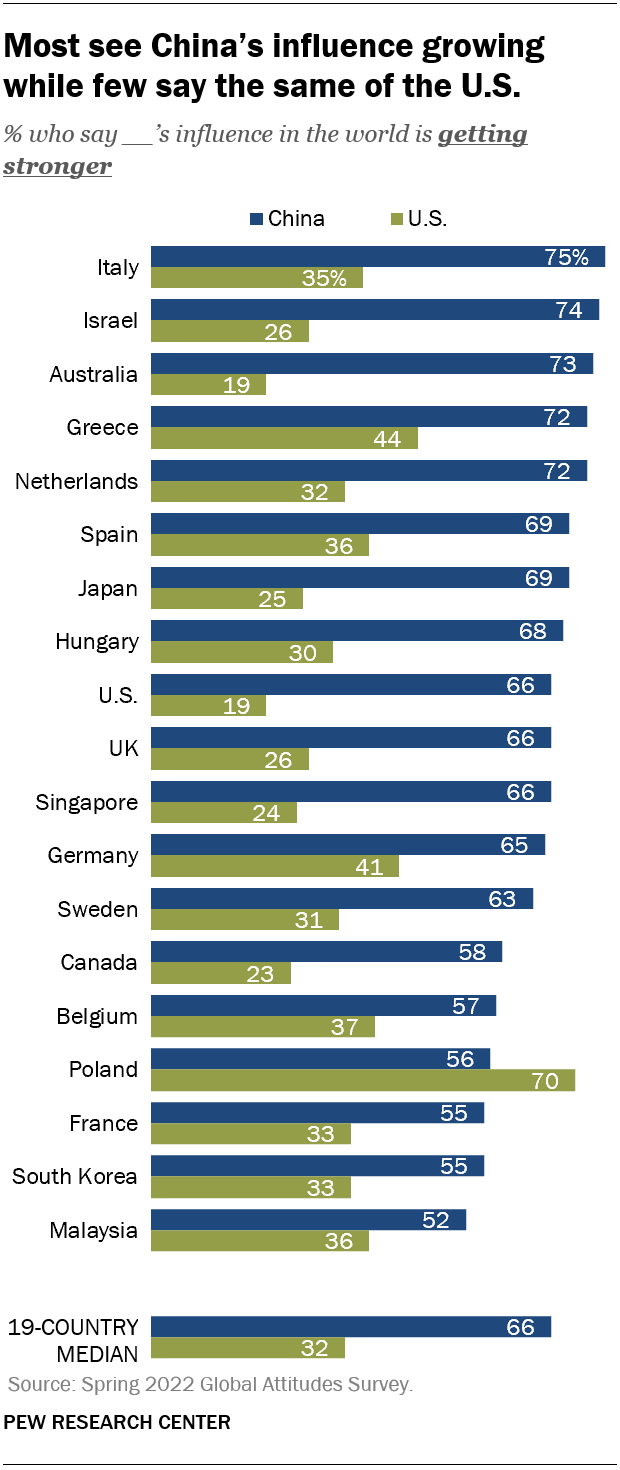 Most see China’s influence growing
while few say the same of the U.S.
% who say __’s influence in the world is getting
stronger
China U.S.
Italy 75% 35%
Israel 74 26
Australia 73 19
Greece 72 44
Netherlands 72 32
Spain 69 36
Japan 69 25
Hungary 68 30
U.S. 66 19
UK 66 26
Singapore 66 24
Germany 65 41
Sweden 63 31
Canada 58 23
Belgium 57 37
Poland 56 70
France 55 33
South Korea 55 33
Malaysia 52 36
19-COUNTRY 66
MEDIAN 32
Source: Spring 2022 Global Attitudes Survey.
PEW RESEARCH CENTER